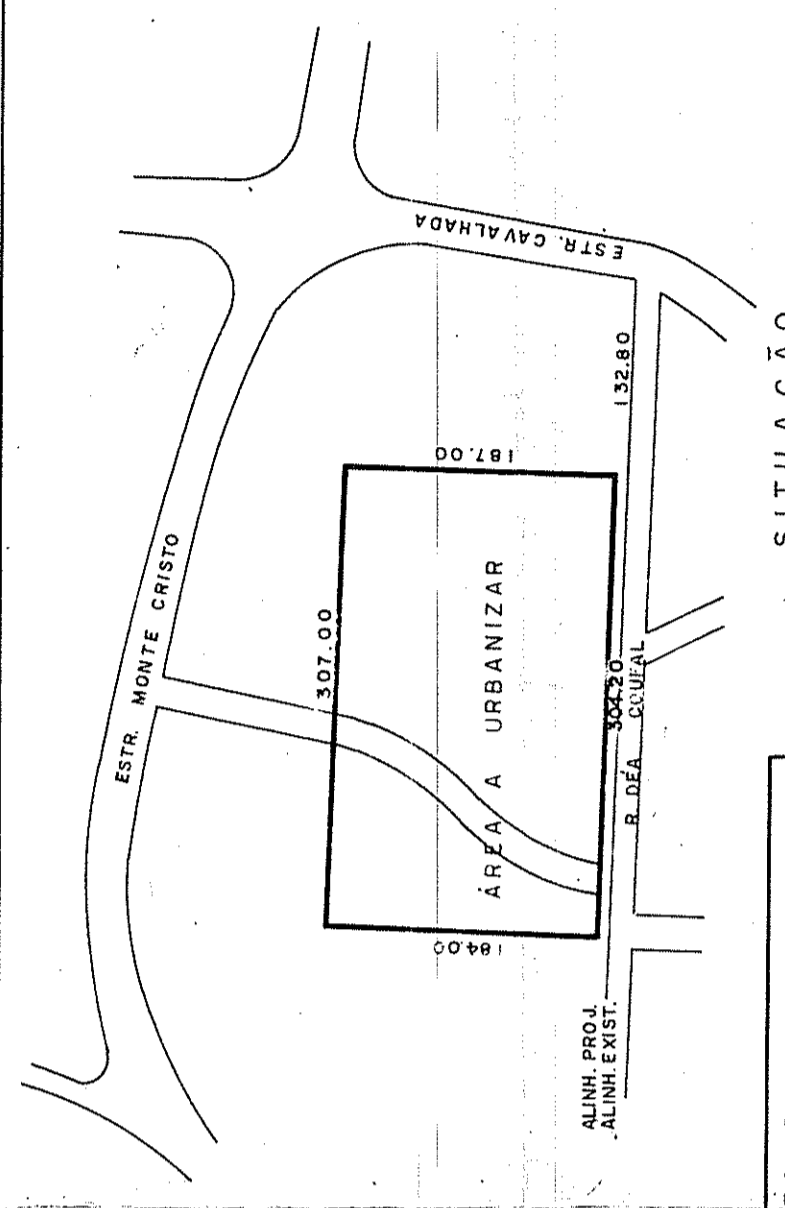 ESTR. CAVALHADA
ESTR. MONTE CRISTO
307.00
187.00
132.80
ÁREA A URBANIZAR
184.00
304.20
R. DÉA COUFAL
ALINH. PROJ.
ALINH. EXIST.
SITUAÇÃO